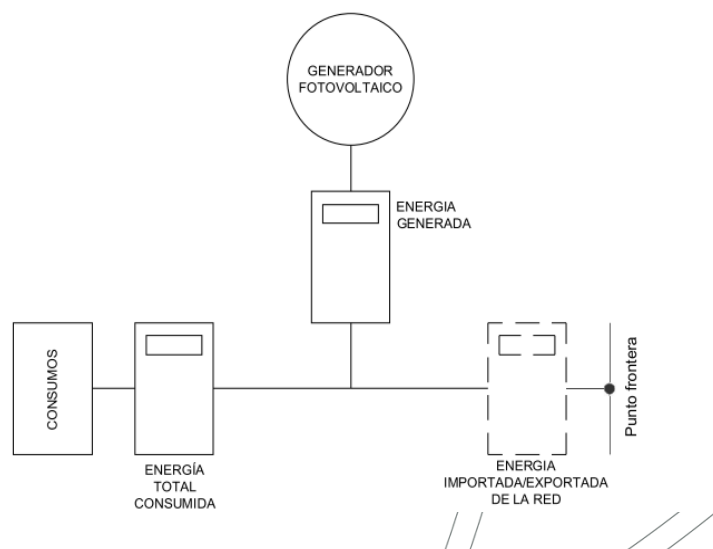 GENERADOR
FOTOVOLTAICO
ENERGIA
GENERADA
CONSUMOS
ENERGÍA
TOTAL
CONSUMIDA
ENERGIA
IMPORTADA/EXPORTADA
DE LA RED
Punto frontera